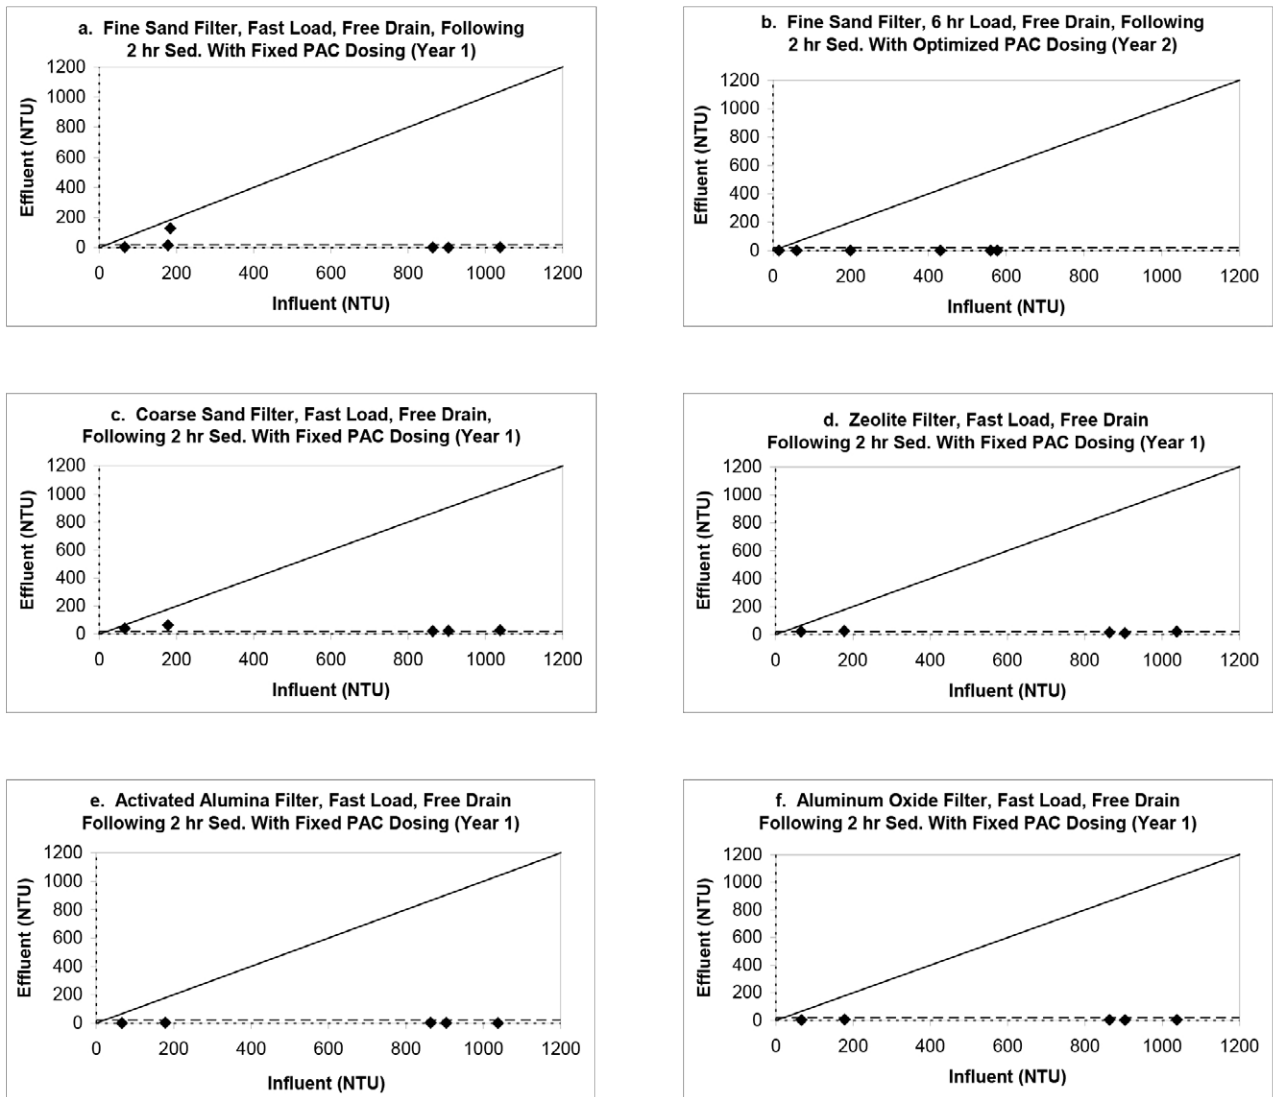 a. Fine Sand Filter, Fast Load, Free Drain, Following
2 hr Sed. With Fixed PAC Dosing (Year 1)
1200
1000
800
600
400
200
0
Effluent (NTU)
0 200 400 600 800 1000 1200
Influent (NTU)
b. Fine Sand Filter, 6 hr Load, Free Drain, Following
2 hr Sed. With Optimized PAC Dosing (Year 2)
1200
1000
800
600
400
200
0
Effluent (NTU)
0 200 400 600 800 1000 1200
Influent (NTU)
c. Coarse Sand Filter, Fast Load, Free Drain,
Following 2 hr Sed. With Fixed PAC Dosing (Year 1)
1200
1000
800
600
400
200
0
Effluent (NTU)
0 200 400 600 800 1000 1200
Influent (NTU)
d. Zeolite Filter, Fast Load, Free Drain
Following 2 hr Sed. With Fixed PAC Dosing (Year 1)
1200
1000
800
600
400
200
0
Effluent (NTU)
0 200 400 600 800 1000 1200
Influent (NTU)
e. Activated Alumina Filter, Fast Load, Free Drain
Following 2 hr Sed. With Fixed PAC Dosing (Year 1)
1200
1000
800
600
400
200
0
Effluent (NTU)
0 200 400 600 800 1000 1200
Influent (NTU)
f. Aluminum Oxide Filter, Fast Load, Free Drain
Following 2 hr Sed. With Fixed PAC Dosing (Year 1)
1200
1000
800
600
400
200
0
Effluent (NTU)
0 200 400 600 800 1000 1200
Influent (NTU)